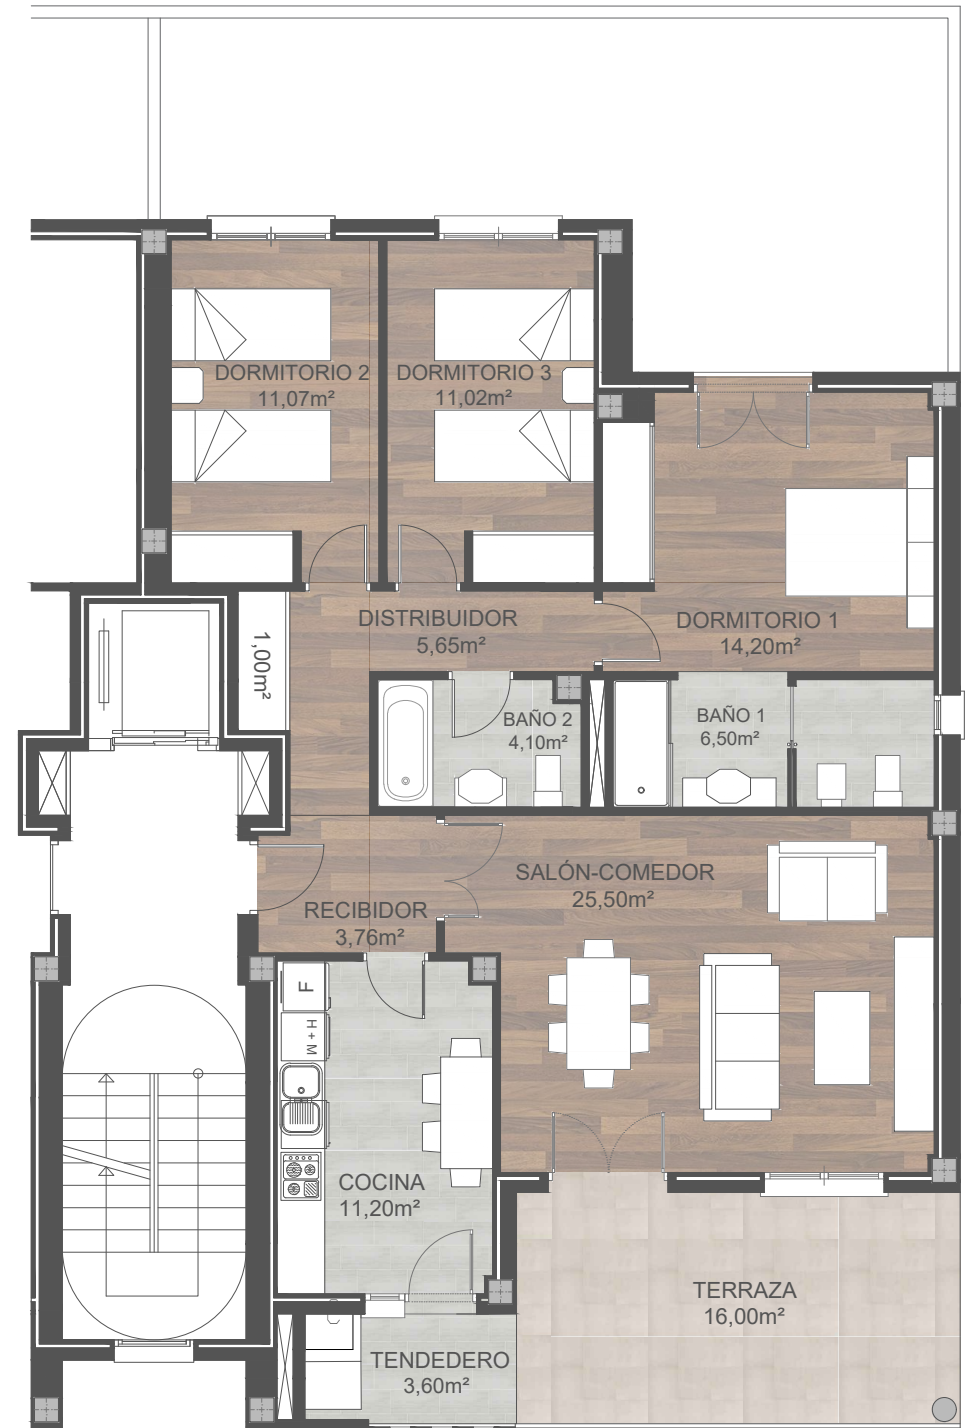 DORMITORIO 2
11,07m²
DORMITORIO 3
11,02m²
DISTRIBUIDOR
5,65m²
DORMITORIO 1
14,20m²
1,00m²
BAÑO 2
4,10m²
BAÑO 1
6,50m²
SALÓN-COMEDOR
25,50m²
RECIBIDOR
3,76m²
F
H+M
COCINA
11,20m²
TERRAZA
16,00m²
TENDEDERO
3,60m²